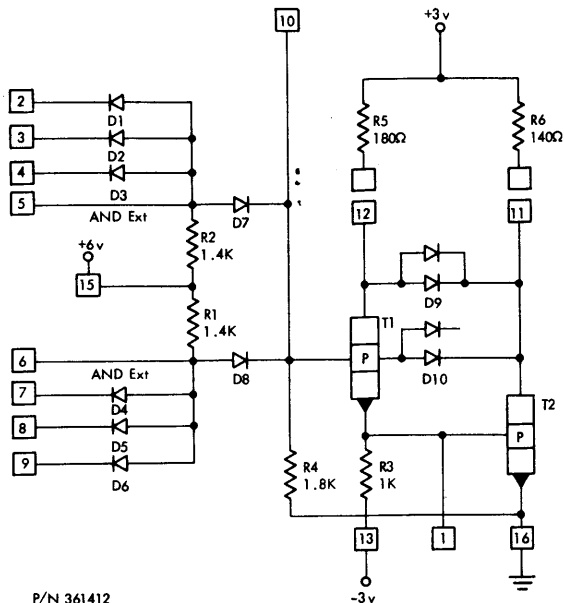 10
+3 v
2
D1
R5
180Ω
R6
140Ω
3
D2
4
D3
5
AND Ext
D7
12
11
R2
1.4K
+6 v
15
D9
R1
1.4K
T1
6
P
AND Ext
D8
D10
T2
7
D4
P
8
D5
R4
1.8K
R3
1K
9
D6
13
1
16
P/N 361412
-3 v